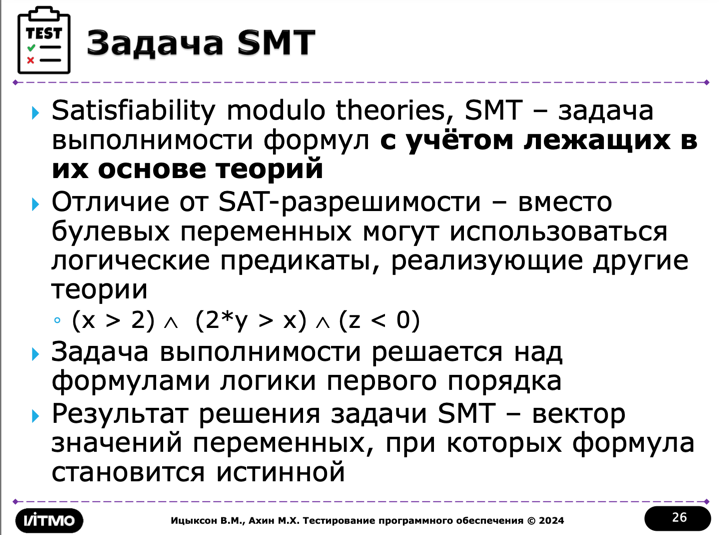 TEST
Задача SMT
Satisfiability modulo theories, SMT – задача
выполнимости формул с учётом лежащих в
их основе теорий
Отличие от SAT-разрешимости – вместо
булевых переменных могут использоваться
логические предикаты, реализующие другие
теории
(x > 2) ∧ (2*y > x) ∧ (z < 0)
Задача выполнимости решается над
формулами логики первого порядка
Результат решения задачи SMT – вектор
значений переменных, при которых формула
становится истинной
ИТМО
Ицыксон В.М., Ахин М.Х. Тестирование программного обеспечения © 2024
26